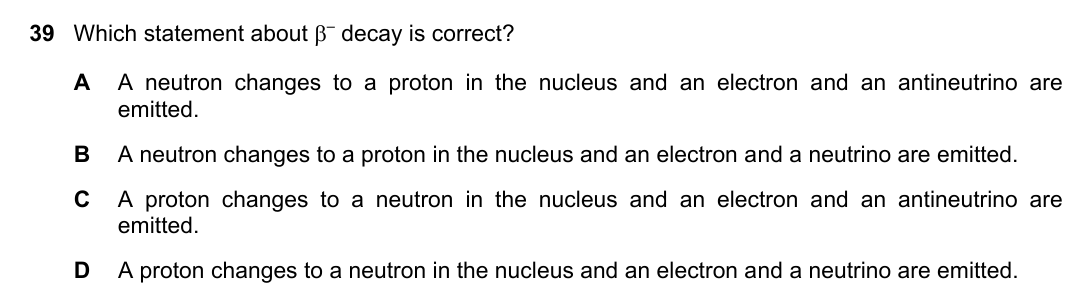 39 Which statement about β⁻ decay is correct?
A A neutron changes to a proton in the nucleus and an electron and an antineutrino are
emitted.
B A neutron changes to a proton in the nucleus and an electron and a neutrino are emitted.
C A proton changes to a neutron in the nucleus and an electron and an antineutrino are
emitted.
D A proton changes to a neutron in the nucleus and an electron and a neutrino are emitted.